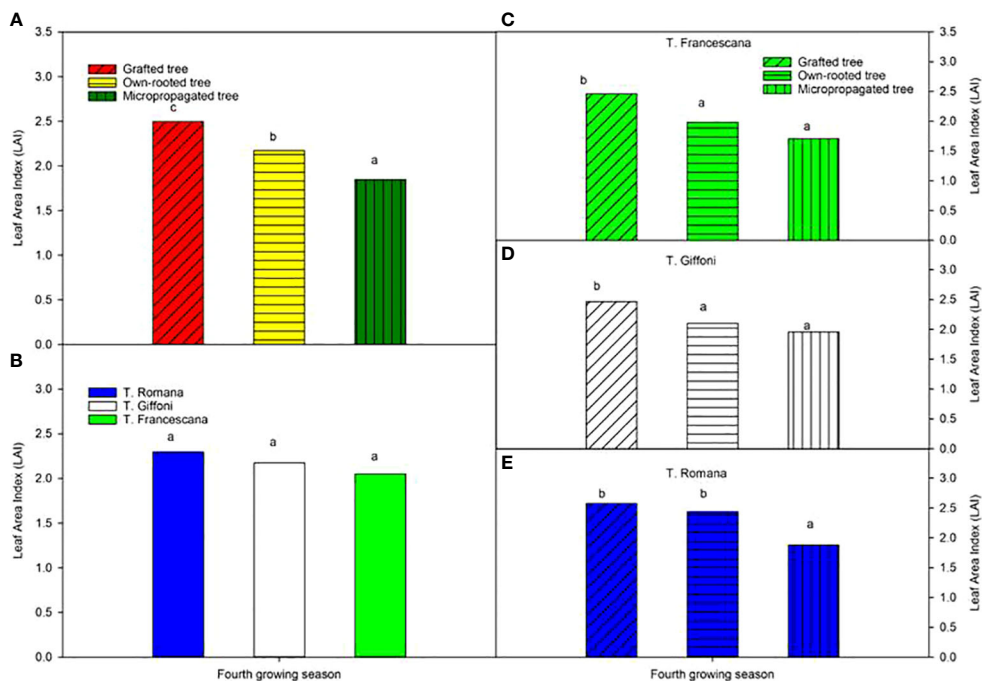 A
3.5
3.0
2.5
2.0
1.5
1.0
0.5
0.0
Leaf Area Index (LAI)
Grafted tree
Own-rooted tree
Micropropagated tree
c
b
a
B
3.0
2.5
2.0
1.5
1.0
0.5
0.0
Leaf Area Index (LAI)
T. Romana
T. Giffoni
T. Francescana
a
a
a
Fourth growing season
C
T. Francescana
Grafted tree
Own-rooted tree
Micropropagated tree
b
a
a
3.5
3.0
2.5
2.0
1.5
1.0
0.5
0.0
Leaf Area Index (LAI)
D
T. Giffoni
b
a
a
3.0
2.5
2.0
1.5
1.0
0.5
0.0
Leaf Area Index (LAI)
E
T. Romana
b
b
a
3.0
2.5
2.0
1.5
1.0
0.5
0.0
Leaf Area Index (LAI)
Fourth growing season